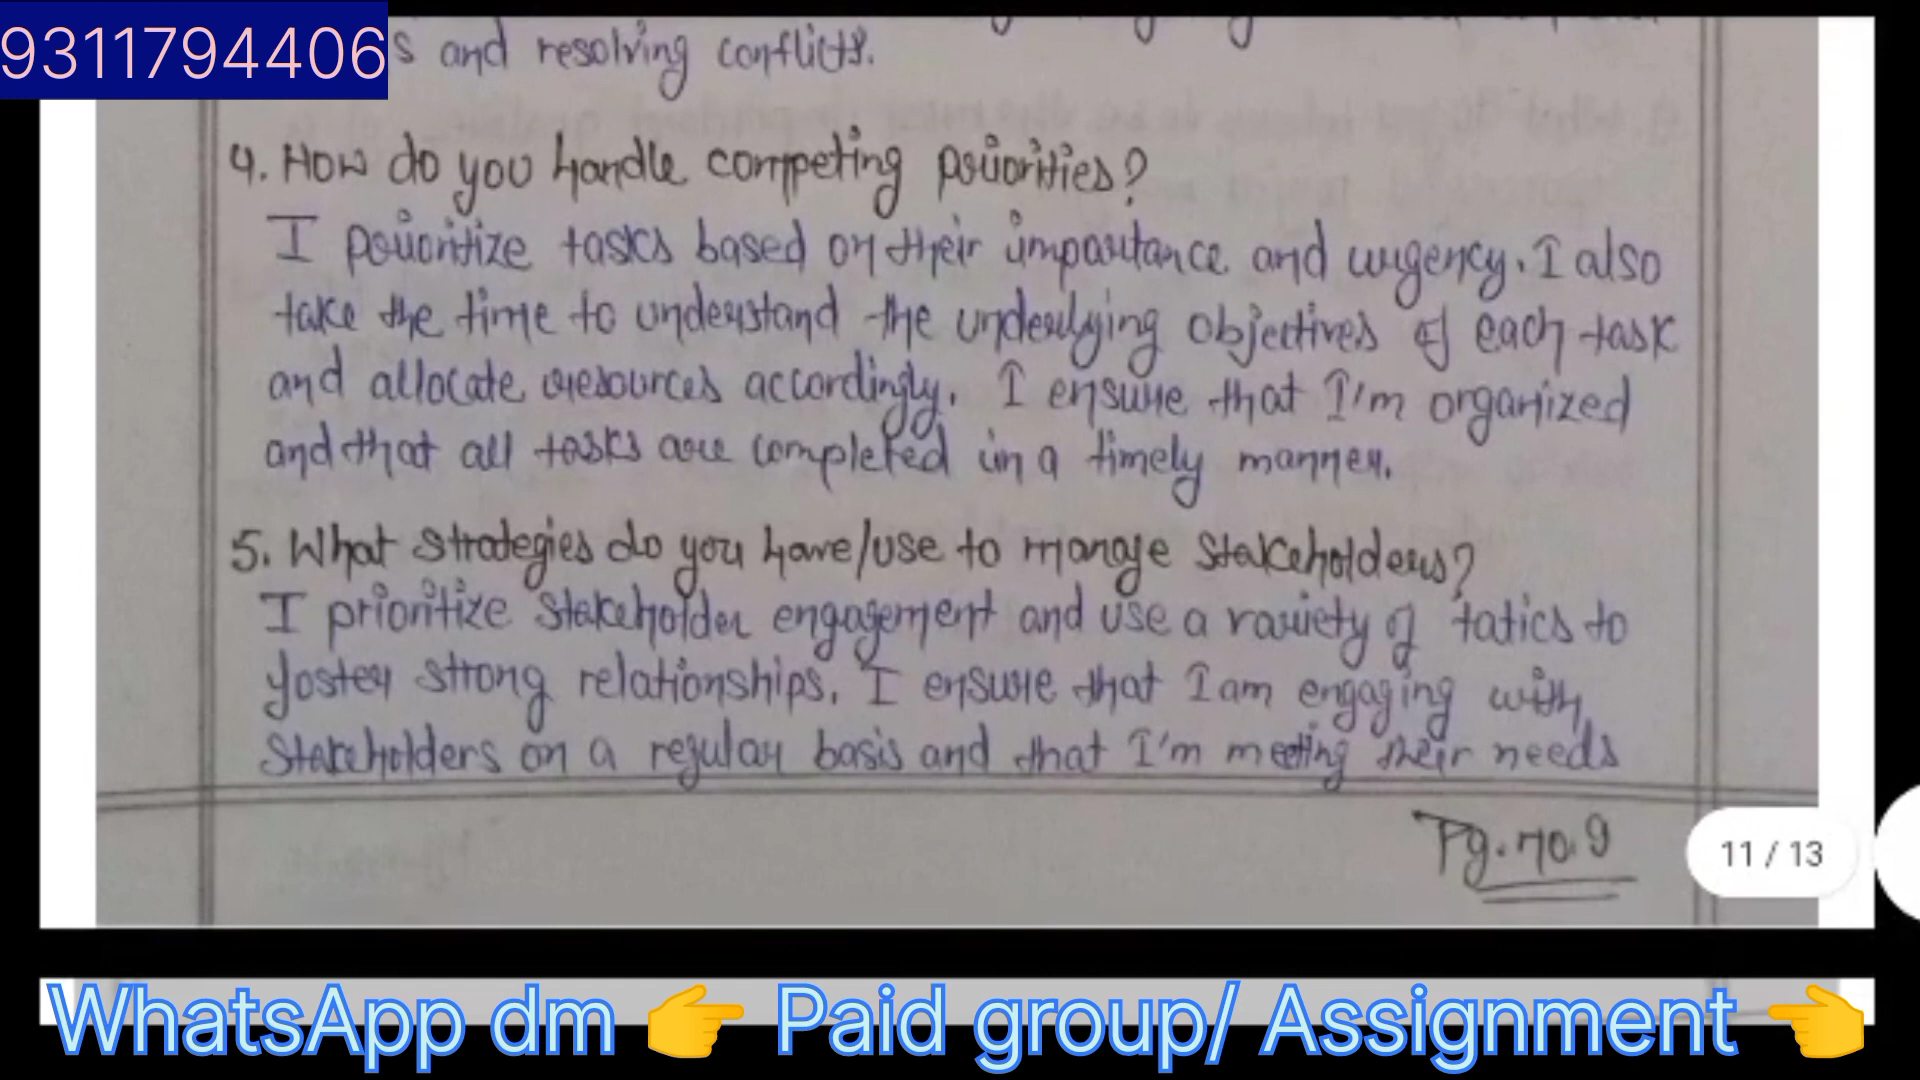 9311794406
s and resolving conflicts.
4. How do you handle competing priorities?
I prioritize tasks based on their importance and urgency. I also
take the time to understand the underlying objectives of each task
and allocate resources accordingly. I ensure that I'm organized
and that all tasks are completed in a timely manner.
5. What strategies do you have/use to manage stakeholders?
I prioritize stakeholder engagement and use a variety of tatics to
foster strong relationships. I ensure that I am engaging with
stakeholders on a regular basis and that I'm meeting their needs
Pg. no. 9
11 / 13
WhatsApp dm 👉 Paid group/ Assignment 👈